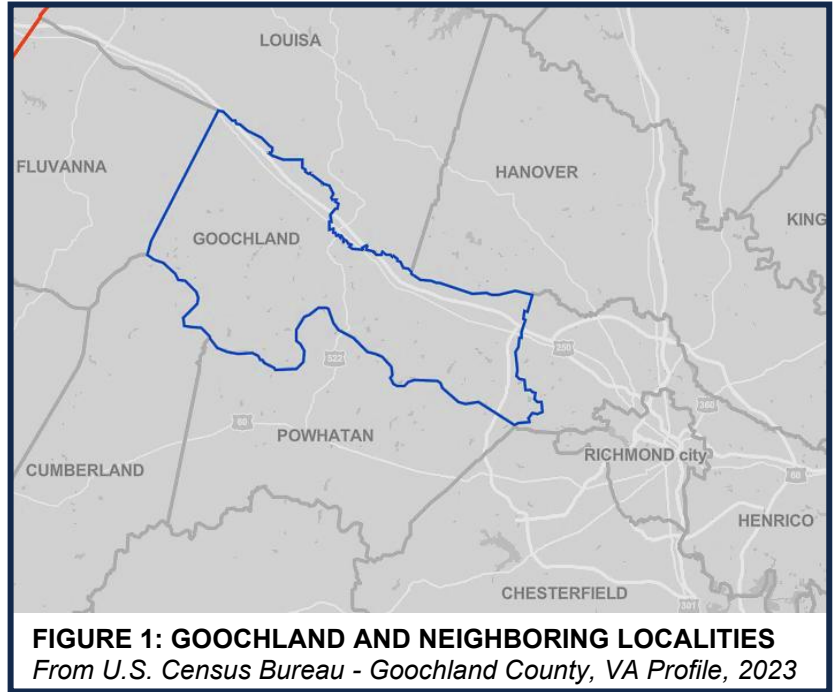 LOUISA
FLUVANNA
HANOVER
KING
GOOCHLAND
250
522
360
60
POWHATAN
RICHMOND city
60
CUMBERLAND
HENRICO
CHESTERFIELD
301
FIGURE 1: GOOCHLAND AND NEIGHBORING LOCALITIES
From U.S. Census Bureau - Goochland County, VA Profile, 2023